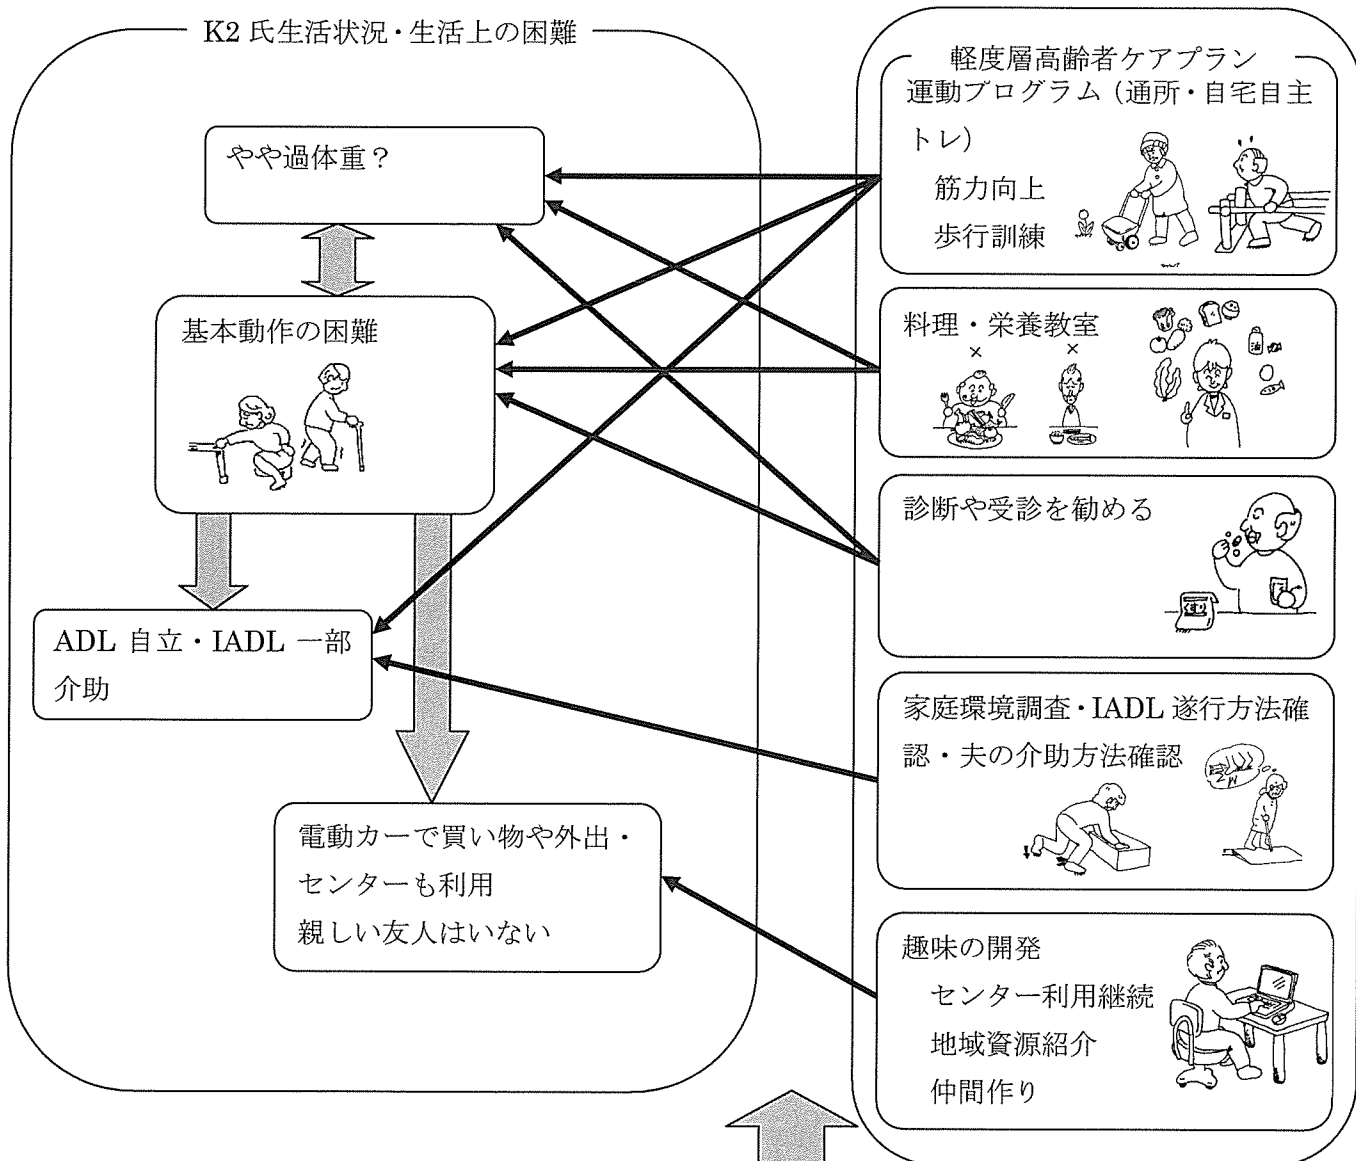 K2 氏生活状況・生活上の困難
やや過体重？
基本動作の困難
ADL 自立・IADL 一部
介助
電動カーで買い物や外出・
センターも利用
親しい友人はいない
軽度層高齢者ケアプラン
運動プログラム（通所・自宅自主
トレ）
筋力向上
歩行訓練
料理・栄養教室
×
×
油
診断や受診を勧める
家庭環境調査・IADL 遂行方法確
認・夫の介助方法確認
趣味の開発
センター利用継続
地域資源紹介
仲間作り